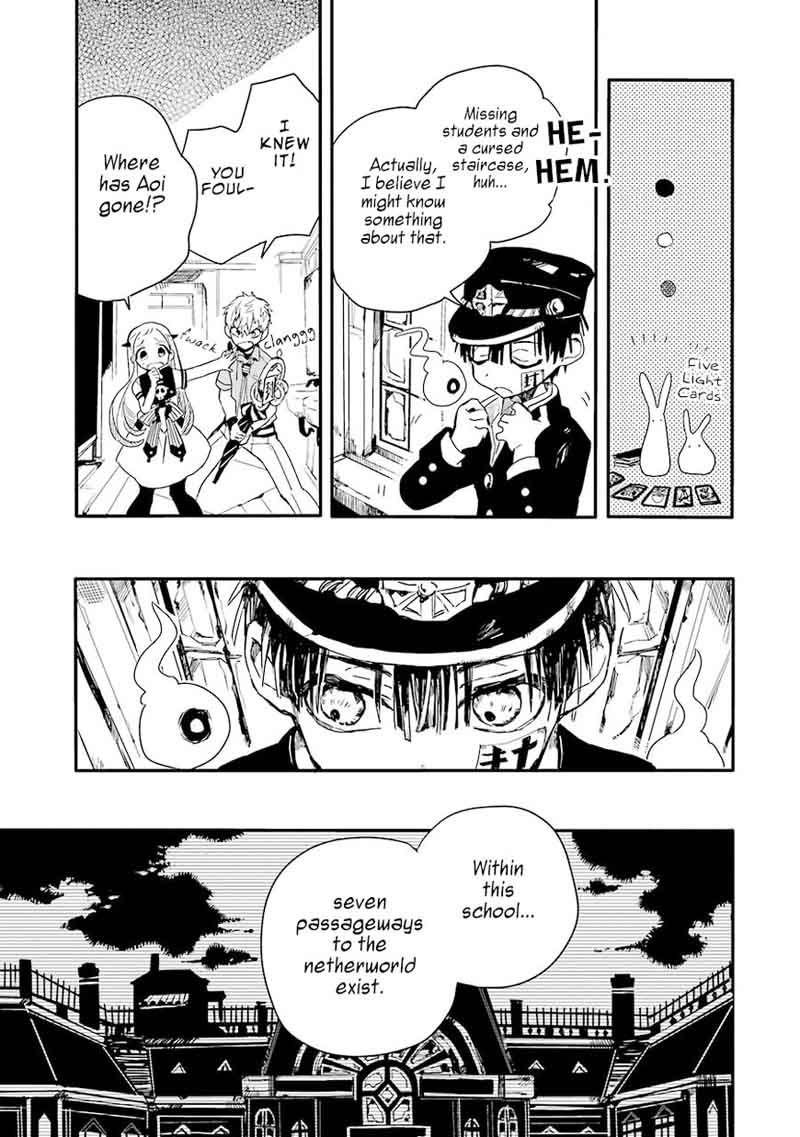 Five
Light
Cards
HE-
HEM.
Missing
students and
a cursed
staircase,
huh...
Actually,
I believe I
might know
something
about that.
I
KNEW
IT!
YOU
FOUL-
clanggg
Where
has Aoi
gone!?
fwack
Within
this
school...
seven
passageways
to the
netherworld
exist.